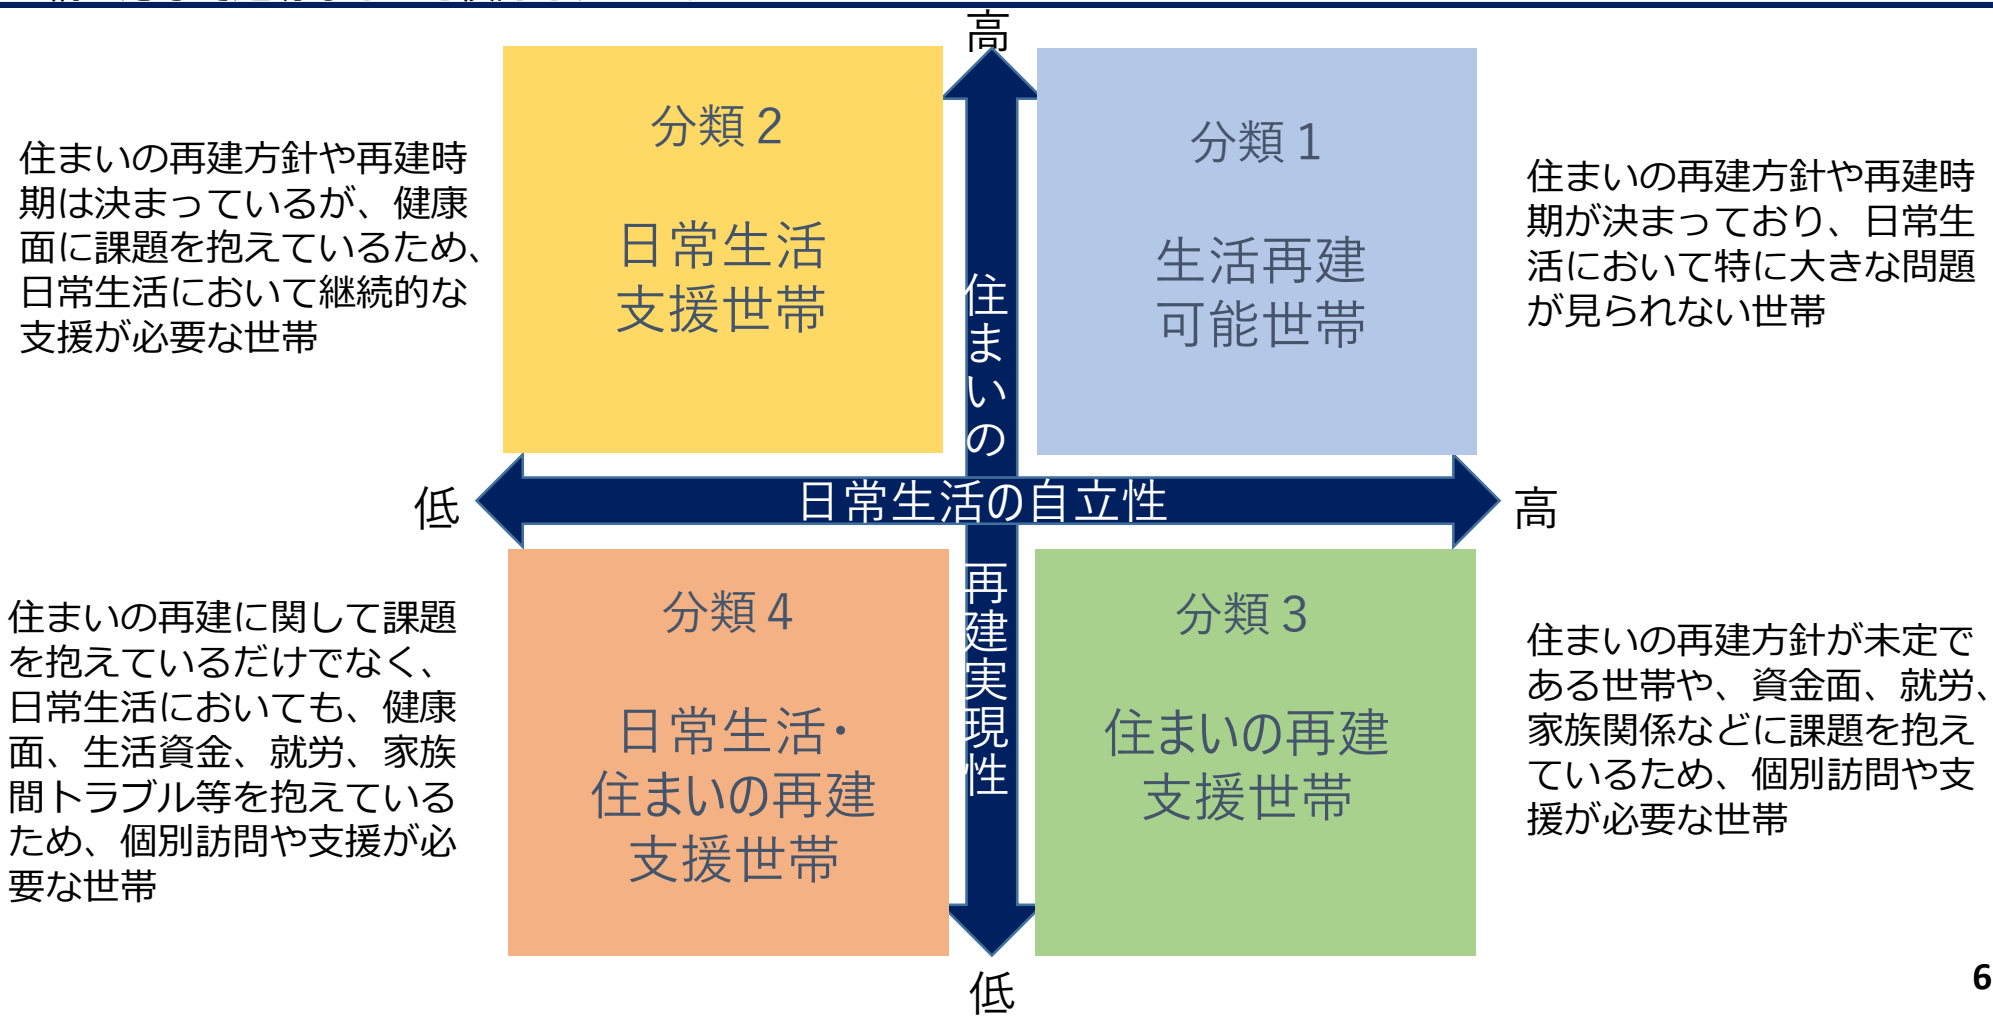 高
分類２
日常生活
支援世帯
分類１
生活再建
可能世帯
住まいの再建方針や再建時
期は決まっているが、健康
面に課題を抱えているため、
日常生活において継続的な
支援が必要な世帯
住まいの再建方針や再建時
期が決まっており、日常生
活において特に大きな問題
が見られない世帯
住まいの　再建実現性
低
日常生活の自立性
高
分類４
日常生活・
住まいの再建
支援世帯
分類３
住まいの再建
支援世帯
住まいの再建に関して課題
を抱えているだけでなく、
日常生活においても、健康
面、生活資金、就労、家族
間トラブル等を抱えている
ため、個別訪問や支援が必
要な世帯
住まいの再建方針が未定で
ある世帯や、資金面、就労、
家族関係などに課題を抱え
ているため、個別訪問や支
援が必要な世帯
低
6